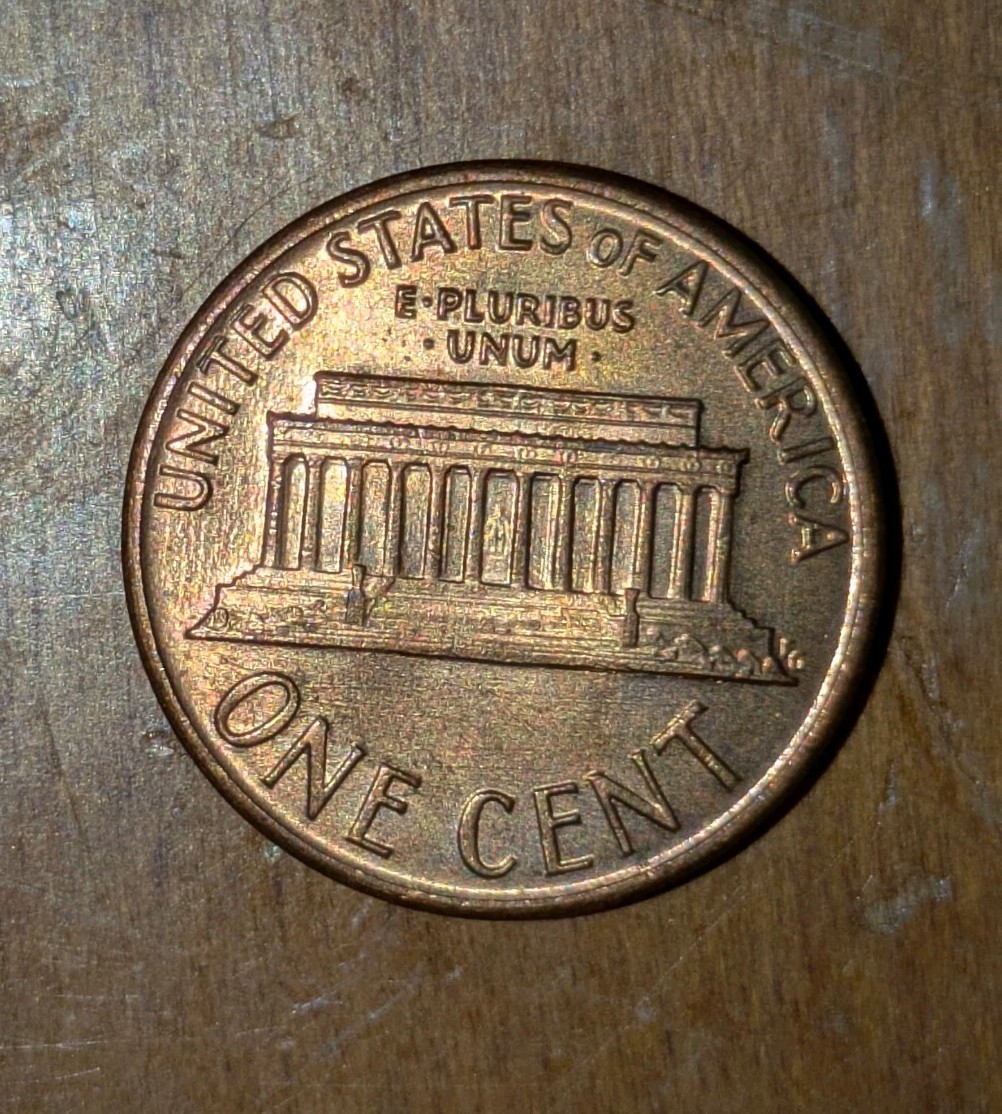 UNITED STATES OF AMERICA
E·PLURIBUS
·UNUM·
ONE CENT